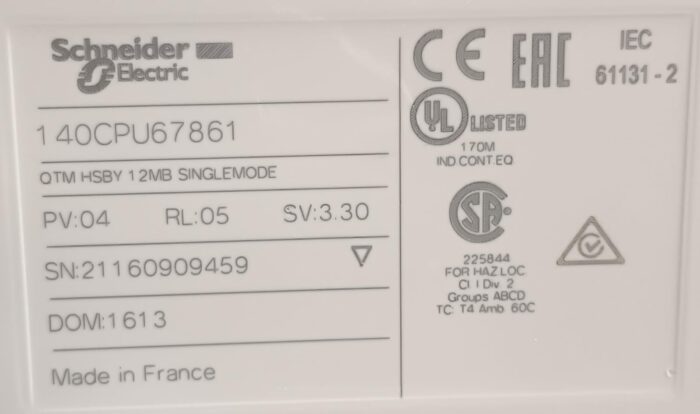 Schneider
Electric
140CPU67861
QTM HSBY 12MB SINGLEMODE
PV:04 RL:05 SV:3.30
SN:21160909459
DOM:1613
Made in France
CE EAC IEC
61131-2
UL LISTED
170M
IND.CONT.EQ
SA
225844
FOR HAZLOC
Cl I Div. 2
Groups ABCD
TC: T4 Amb 60C